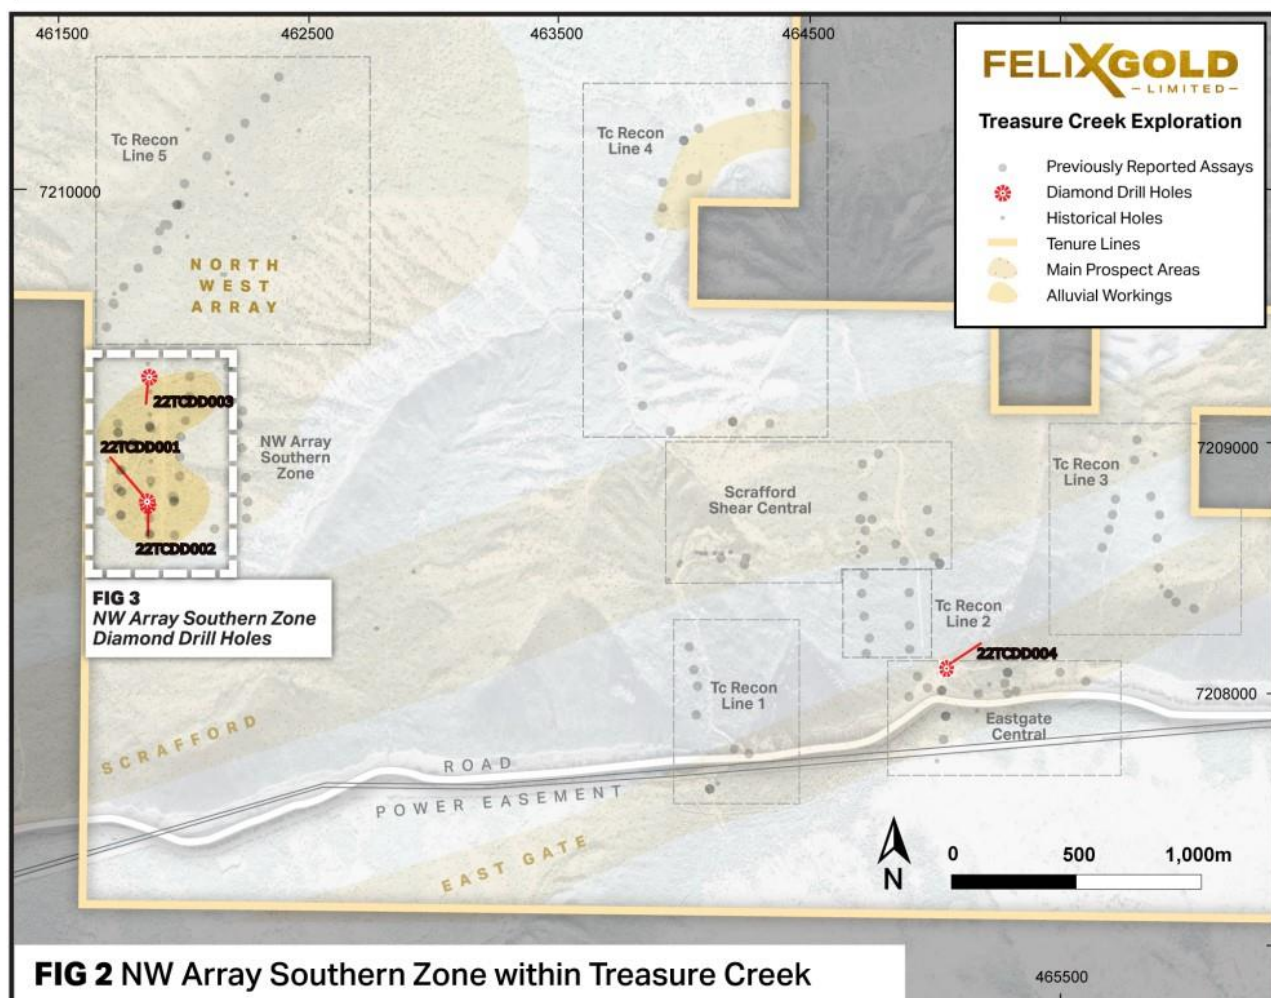 461500
462500
463500
464500
FELIXGOLD
LIMITED
Treasure Creek Exploration
Previously Reported Assays
Diamond Drill Holes
Historical Holes
Tenure Lines
Main Prospect Areas
Alluvial Workings
Tc Recon
Line 5
Tc Recon
Line 4
7210000
NORTH
WEST
ARRAY
22TCDD003
22TCDD001
22TCDD002
NW Array
Southern
Zone
7209000
Tc Recon
Line 3
Scrafford
Shear Central
FIG 3
NW Array Southern Zone
Diamond Drill Holes
Tc Recon
Line 2
22TCDD004
Tc Recon
Line 1
7208000
Eastgate
Central
SCRAFFORD
ROAD
POWER EASEMENT
EAST GATE
N
0 500 1,000m
FIG 2 NW Array Southern Zone within Treasure Creek
465500